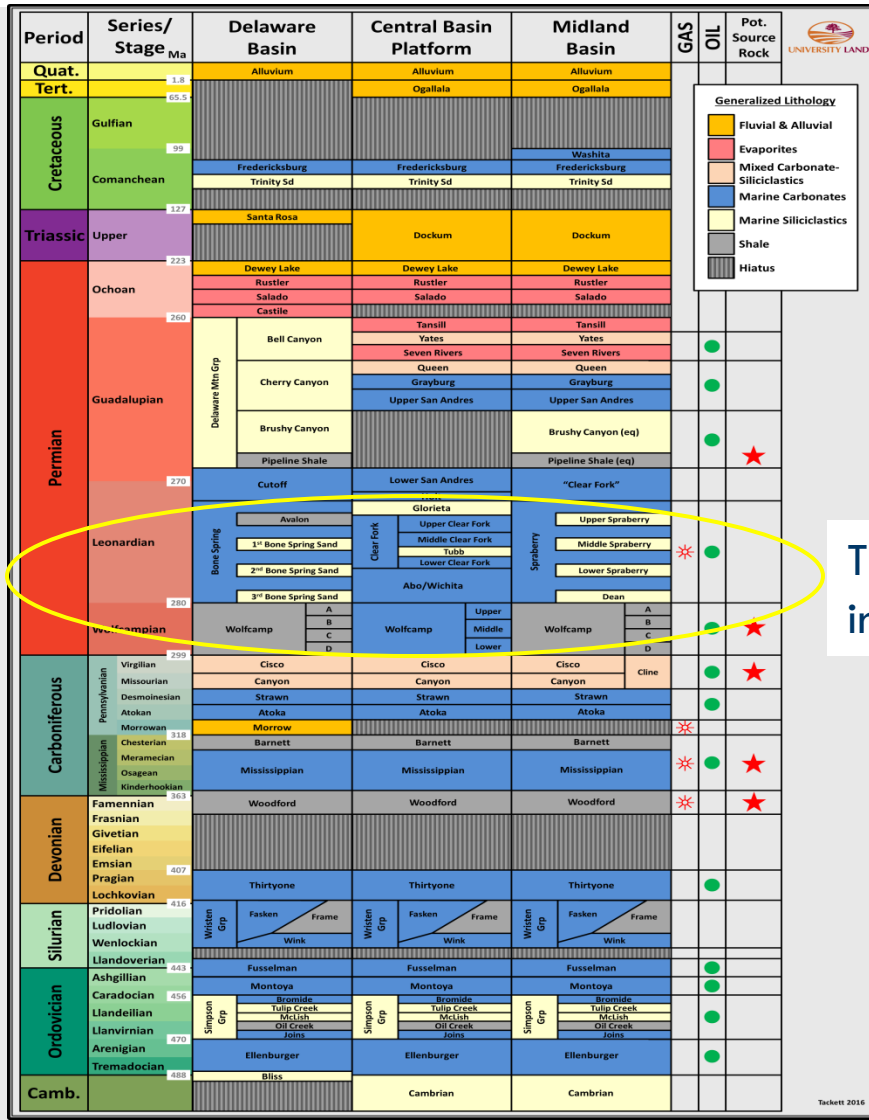 Period
Series/
Stage Ma
Delaware
Basin
Central Basin
Platform
Midland
Basin
GAS
OIL
Pot.
Source
Rock
UNIVERSITY LAND
Quat.
1.8
Alluvium
Alluvium
Alluvium
Tert.
65.5
Ogallala
Ogallala
Generalized Lithology
Fluvial & Alluvial
Evaporites
Mixed Carbonate-
Siliciclastics
Marine Carbonates
Marine Siliciclastics
Shale
Hiatus
Cretaceous
Gulfian
99
Comanchean
127
Washita
Fredericksburg
Fredericksburg
Fredericksburg
Trinity Sd
Trinity Sd
Trinity Sd
Triassic
Upper
223
Santa Rosa
Dockum
Dockum
Permian
Ochoan
260
Dewey Lake
Dewey Lake
Dewey Lake
Rustler
Rustler
Rustler
Salado
Salado
Salado
Castile
Guadalupian
270
Delaware Mtn Grp
Bell Canyon
Tansill
Tansill
Yates
Yates
Seven Rivers
Seven Rivers
Cherry Canyon
Queen
Queen
Grayburg
Grayburg
Upper San Andres
Upper San Andres
Brushy Canyon
Brushy Canyon (eq)
Pipeline Shale
Pipeline Shale (eq)
Leonardian
280
Cutoff
Lower San Andres
"Clear Fork"
Glorieta
Bone Spring
Avalon
1st Bone Spring Sand
2nd Bone Spring Sand
3rd Bone Spring Sand
Clear Fork
Upper Clear Fork
Middle Clear Fork
Tubb
Lower Clear Fork
Abo/Wichita
Spraberry
Upper Spraberry
Middle Spraberry
Lower Spraberry
Dean
T
in
Wolfcampian
299
Wolfcamp
A
B
C
D
Wolfcamp
Upper
Middle
Lower
Wolfcamp
A
B
C
D
Carboniferous
Pennsylvanian
Virgilian
Missourian
Desmoinesian
Atokan
Morrowan
318
Cisco
Cisco
Cisco
Canyon
Canyon
Canyon
Cline
Strawn
Strawn
Strawn
Atoka
Atoka
Atoka
Morrow
Mississippian
Chesterian
Meramecian
Osagean
Kinderhookian
363
Barnett
Barnett
Barnett
Mississippian
Mississippian
Mississippian
Devonian
Famennian
Frasnian
Givetian
Eifelian
Emsian
407
Pragian
Lochkovian
416
Woodford
Woodford
Woodford
Thirtyone
Thirtyone
Thirtyone
Silurian
Pridolian
Ludlovian
Wenlockian
Llandoverian
443
Wristen
Grp
Fasken
Frame
Wink
Wristen
Grp
Fasken
Frame
Wink
Wristen
Grp
Fasken
Frame
Wink
Fusselman
Fusselman
Fusselman
Ordovician
Ashgillian
Caradocian
456
Llandeilian
Llanvirnian
470
Arenigian
Tremadocian
488
Montoya
Montoya
Montoya
Simpson
Grp
Bromide
Tulip Creek
McLish
Oil Creek
Joins
Simpson
Grp
Bromide
Tulip Creek
McLish
Oil Creek
Joins
Simpson
Grp
Bromide
Tulip Creek
McLish
Oil Creek
Joins
Ellenburger
Ellenburger
Ellenburger
Camb.
Bliss
Cambrian
Cambrian
Tackett 2016